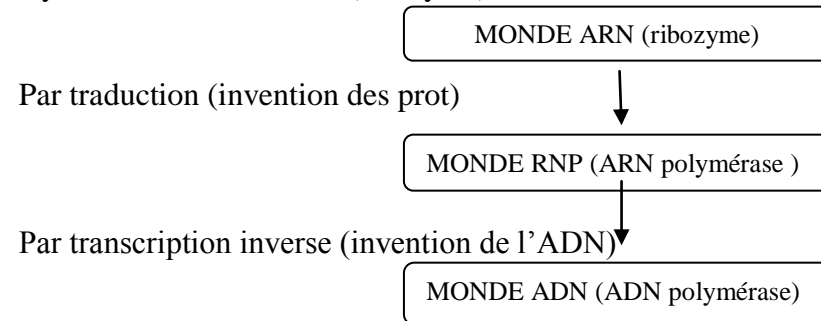 MONDE ARN (ribozyme)
Par traduction (invention des prot)
MONDE RNP (ARN polymérase )
Par transcription inverse (invention de l’ADN)
MONDE ADN (ADN polymérase)